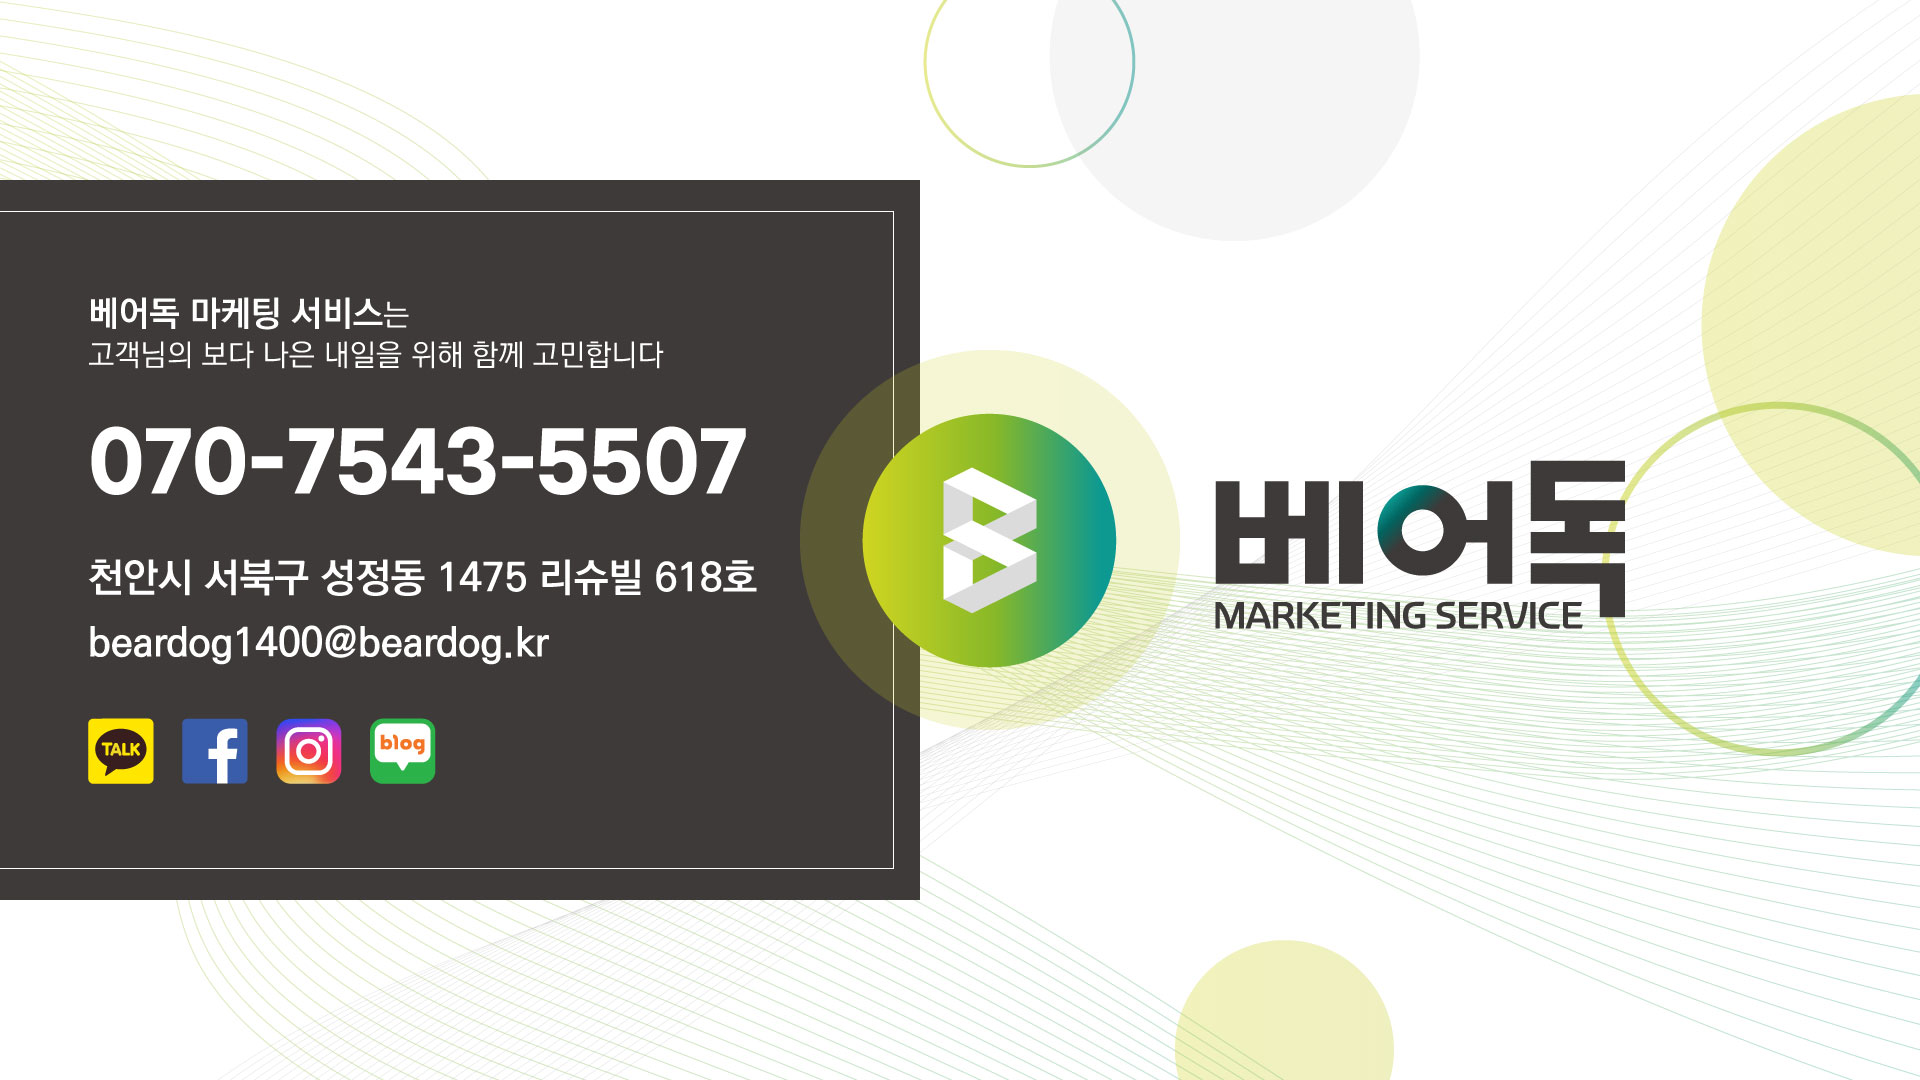 베어독 마케팅 서비스는
고객님의 보다 나은 내일을 위해 함께 고민합니다
070-7543-5507
천안시 서북구 성정동 1475 리슈빌 618호
beardog1400@beardog.kr
TALK
f
blog
베어독
MARKETING SERVICE